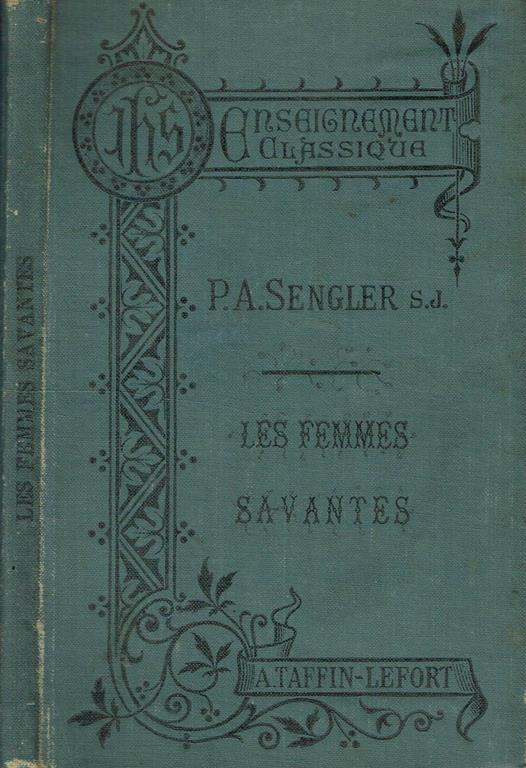 IHS
ENSEIGNEMENT
CLASSIQUE
P.A. SENGLER S.J.
LES FEMMES
SAVANTES
A. TAFFIN-LEFORT
LES FEMMES SAVANTES